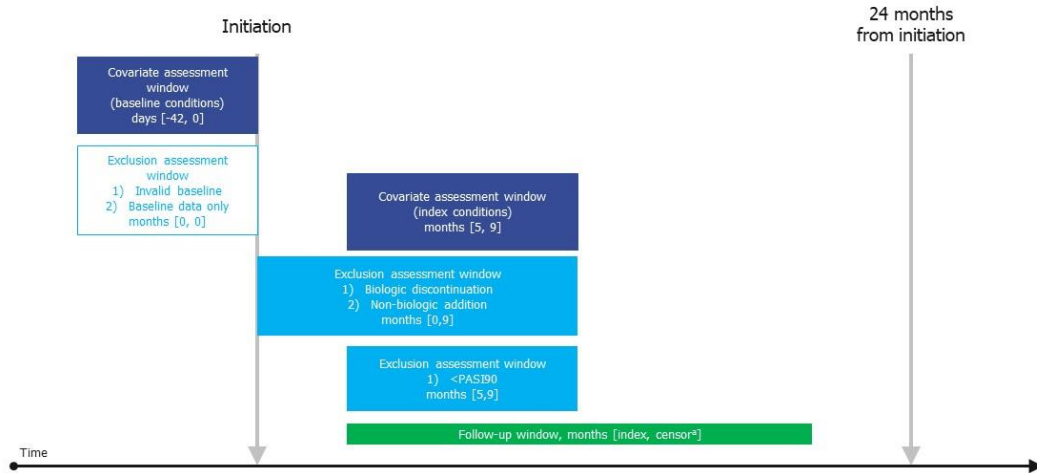 Initiation
24 months
from initiation
Covariate assessment
window
(baseline conditions)
days [-42, 0]
Exclusion assessment
window
1) Invalid baseline
2) Baseline data only
months [0, 0]
Covariate assessment window
(index conditions)
months [5, 9]
Exclusion assessment window
1) Biologic discontinuation
2) Non-biologic addition
months [0,9]
Exclusion assessment window
1) <PASI90
months [5,9]
Follow-up window, months [index, censorᵃ]
Time